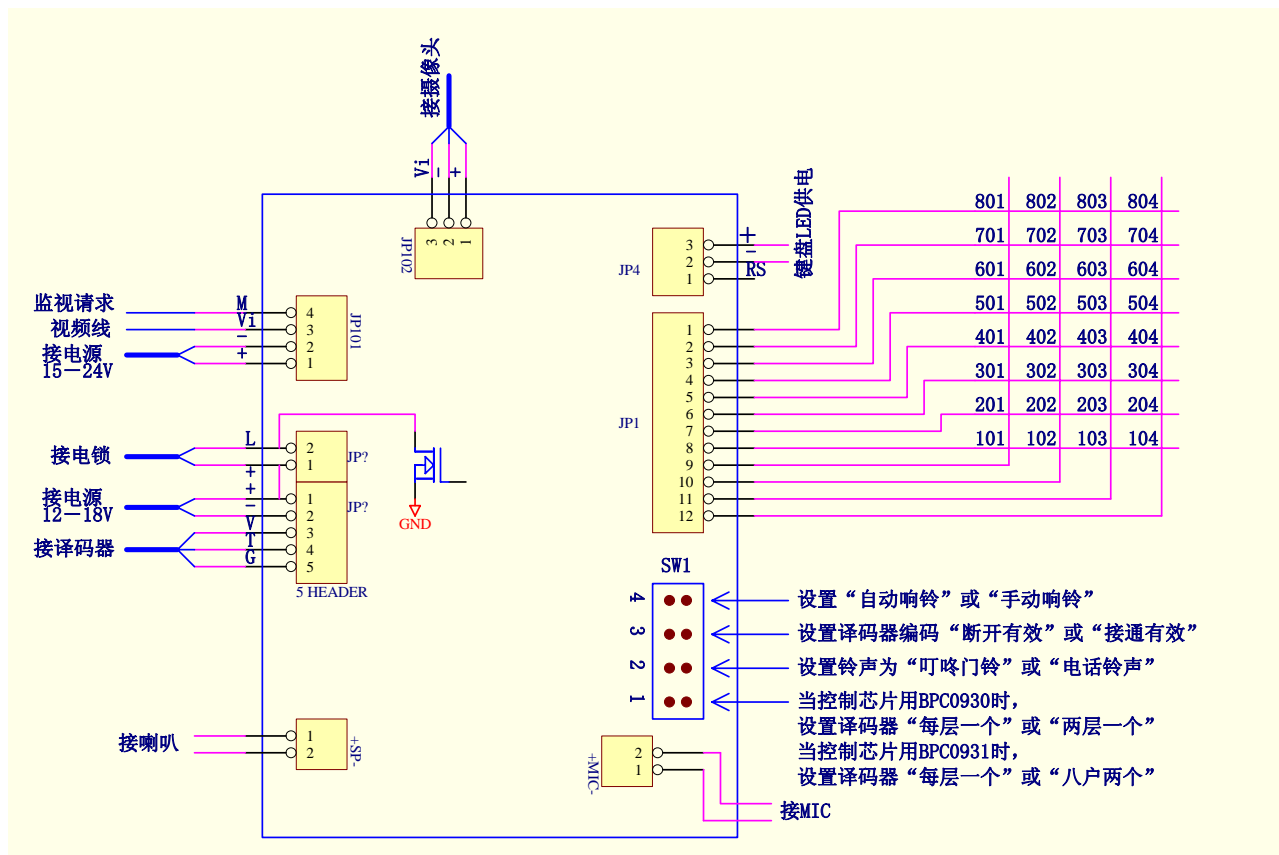 接摄像头
Vi
-
+
3
2
1
JP102
键盘LED供电
+
-
RS
3
2
1
JP4
801 802 803 804
701 702 703 704
601 602 603 604
501 502 503 504
401 402 403 404
301 302 303 304
201 202 203 204
101 102 103 104
监视请求
M
4
视频线
Vi
3
接电源
-
2
15—24V
+
1
JP101
JP1
1
2
3
4
5
6
7
8
9
10
11
12
接电锁
L
2
+
1
JP?
接电源
12—18V
+
1
-
2
JP?
接译码器
V
3
T
4
G
5
5 HEADER
GND
SW1
4
设置“自动响铃”或“手动响铃”
3
设置译码器编码“断开有效”或“接通有效”
2
设置铃声为“叮咚门铃”或“电话铃声”
1
当控制芯片用BPC0930时，
设置译码器“每层一个”或“两层一个”
当控制芯片用BPC0931时，
设置译码器“每层一个”或“八户两个”
接喇叭
1
2
+SP-
2
1
+MIC-
接MIC